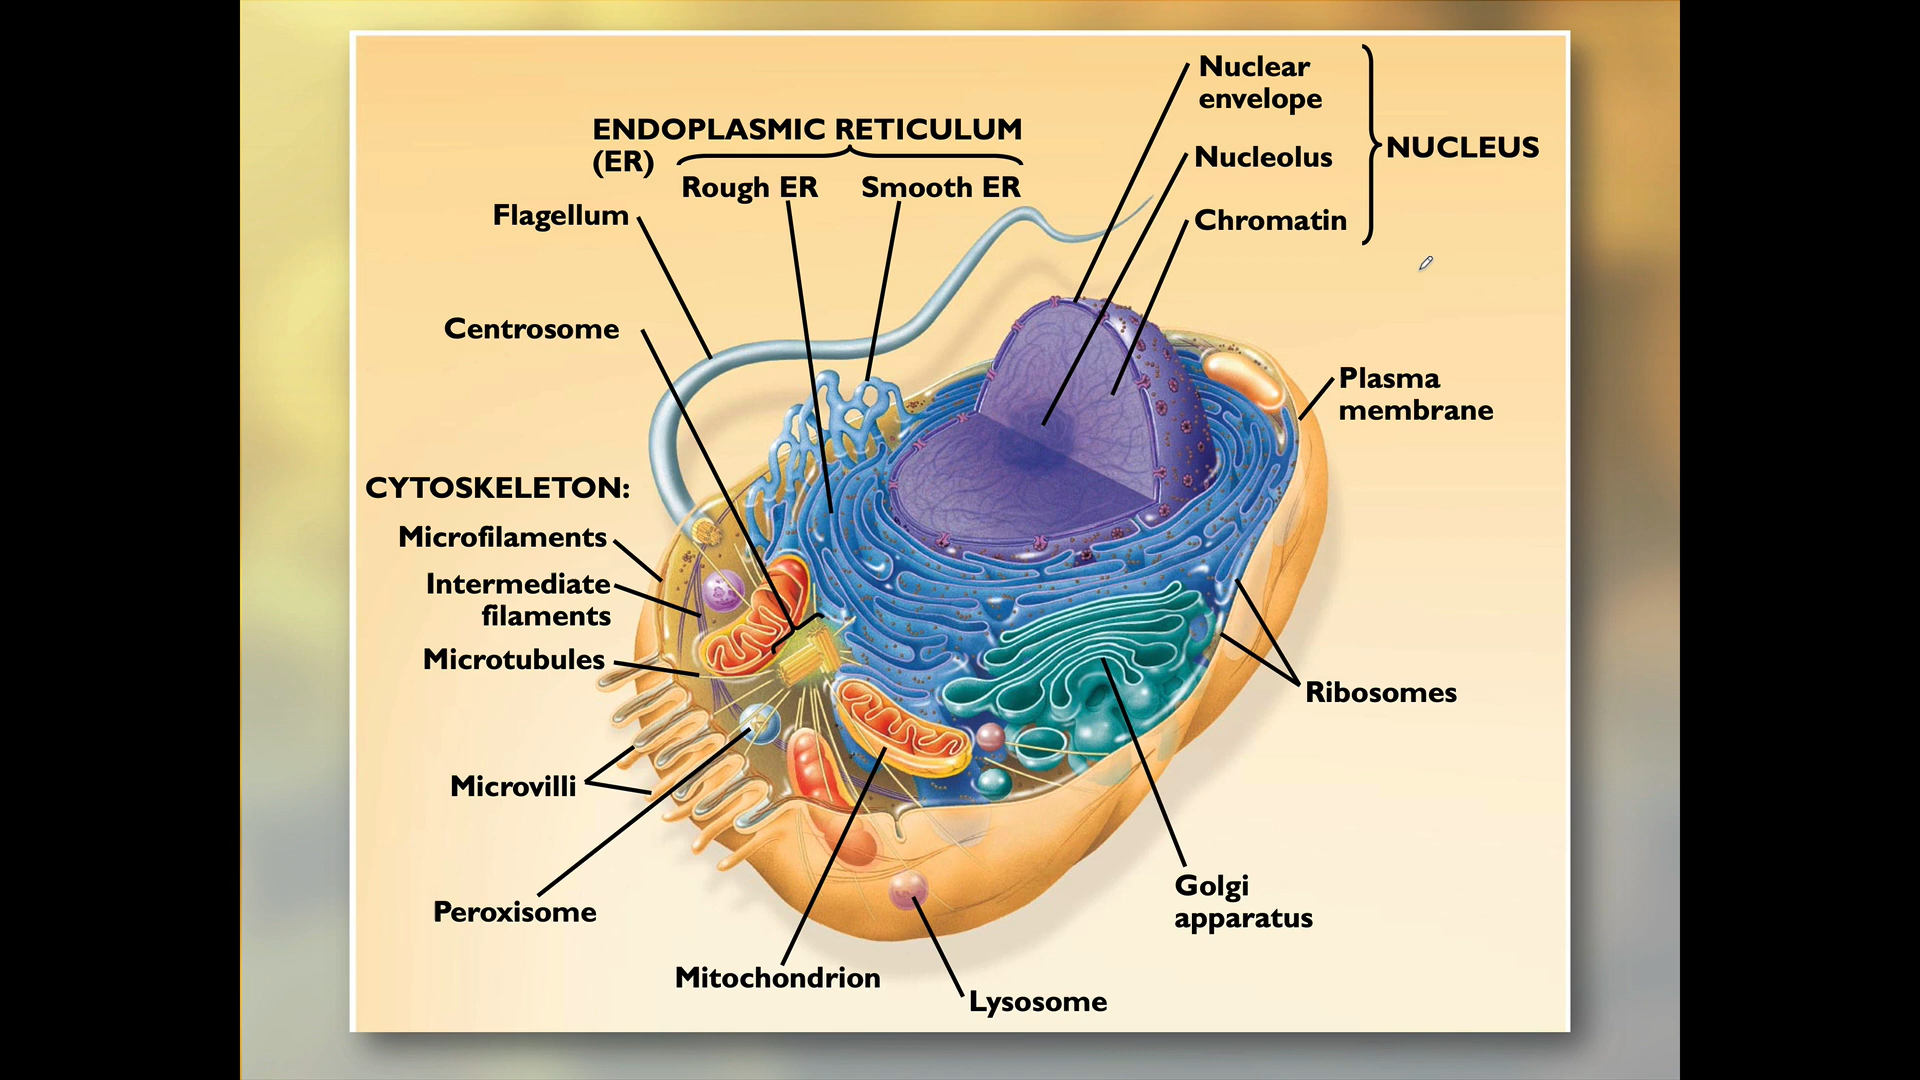 Nuclear
envelope
ENDOPLASMIC RETICULUM
(ER)
NUCLEUS
Nucleolus
Rough ER
Smooth ER
Flagellum
Chromatin
Centrosome
Plasma
membrane
CYTOSKELETON:
Microfilaments
Intermediate
filaments
Microtubules
Ribosomes
Microvilli
Golgi
apparatus
Peroxisome
Mitochondrion
Lysosome